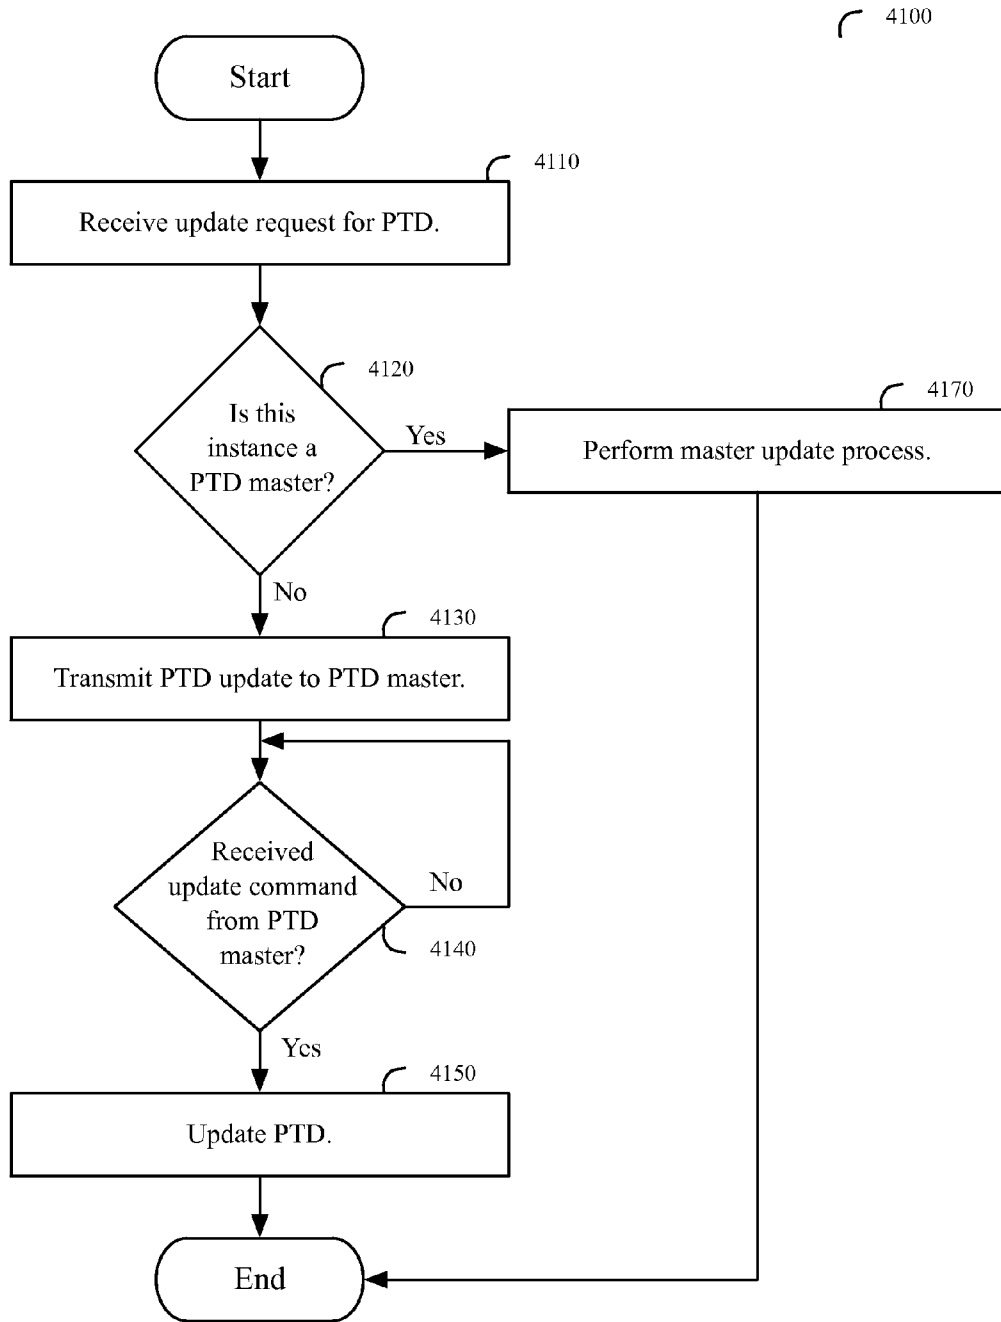 4100
Start
4110
Receive update request for PTD.
4120
Is this
instance a
PTD master?
Yes
4170
Perform master update process.
No
4130
Transmit PTD update to PTD master.
Received
update command
from PTD
master?
No
4140
Yes
4150
Update PTD.
End